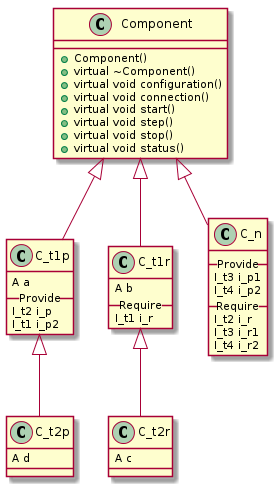 C Component
Component()
virtual ~Component()
virtual void configuration()
virtual void connection()
virtual void start()
virtual void step()
virtual void stop()
virtual void status()
C C_t1p
A a
Provide
I_t2 i_p
I_t1 i_p2
C C_t1r
A b
Require
I_t1 i_r
C C_n
Provide
I_t3 i_p1
I_t4 i_p2
Require
I_t2 i_r
I_t3 i_r1
I_t4 i_r2
C C_t2p
A d
C C_t2r
A c